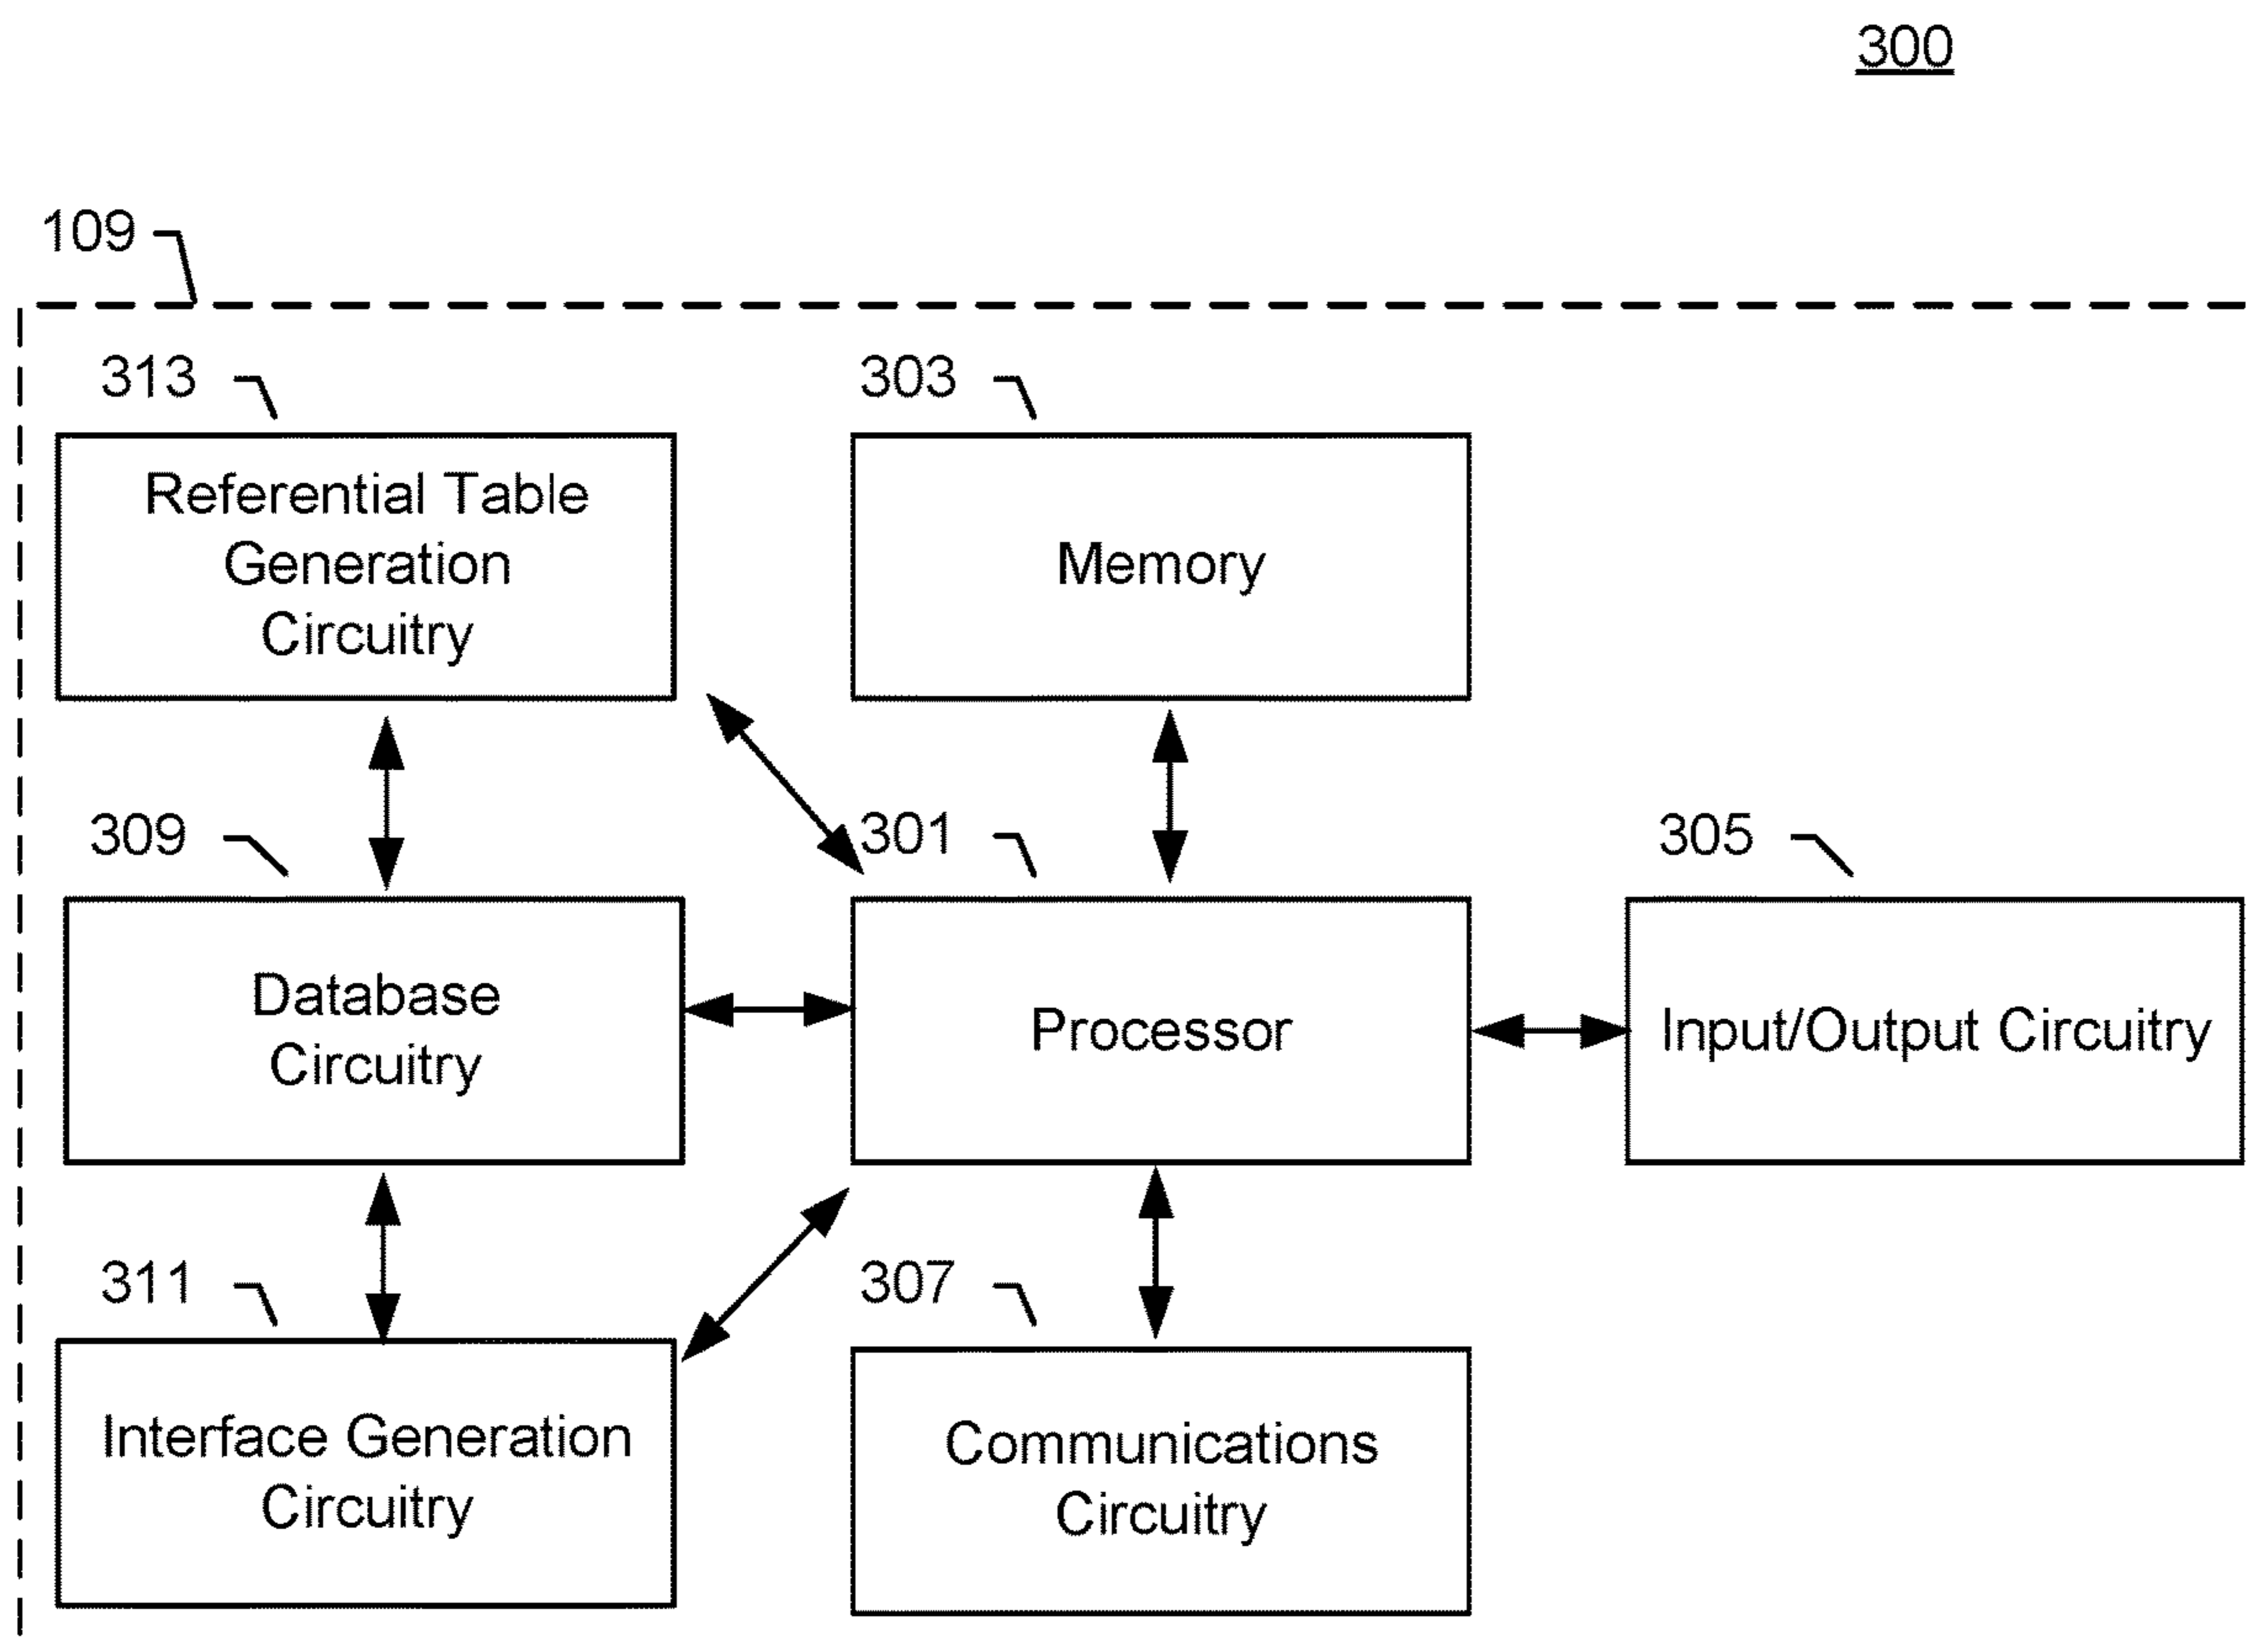 300
109
313
303
Referential Table
Generation
Circuitry
Memory
309
301
305
Database
Circuitry
Processor
Input/Output Circuitry
311
307
Interface Generation
Circuitry
Communications
Circuitry